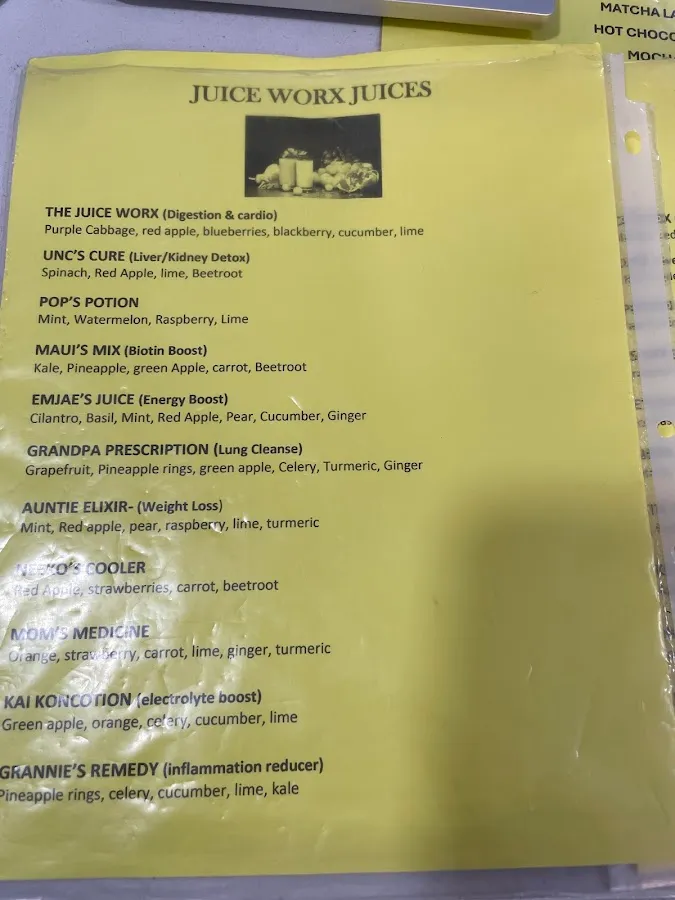 MATCHA LA
HOT CHOCO
MOCH
JUICE WORX JUICES
THE JUICE WORX (Digestion & cardio)
Purple Cabbage, red apple, blueberries, blackberry, cucumber, lime
UNC'S CURE (Liver/Kidney Detox)
Spinach, Red Apple, lime, Beetroot
POP'S POTION
Mint, Watermelon, Raspberry, Lime
MAUI'S MIX (Biotin Boost)
Kale, Pineapple, green Apple, carrot, Beetroot
EMJAE'S JUICE (Energy Boost)
Cilantro, Basil, Mint, Red Apple, Pear, Cucumber, Ginger
GRANDPA PRESCRIPTION (Lung Cleanse)
Grapefruit, Pineapple rings, green apple, Celery, Turmeric, Ginger
AUNTIE ELIXIR- (Weight Loss)
Mint, Red apple, pear, raspberry, lime, turmeric
COOLER
Red Apple, strawberries, carrot, beetroot
MOM'S MEDICINE
Orange, strawberry, carrot, lime, ginger, turmeric
KAI KONCOTION (electrolyte boost)
Green apple, orange, celery, cucumber, lime
GRANNIE'S REMEDY (inflammation reducer)
Pineapple rings, celery, cucumber, lime, kale